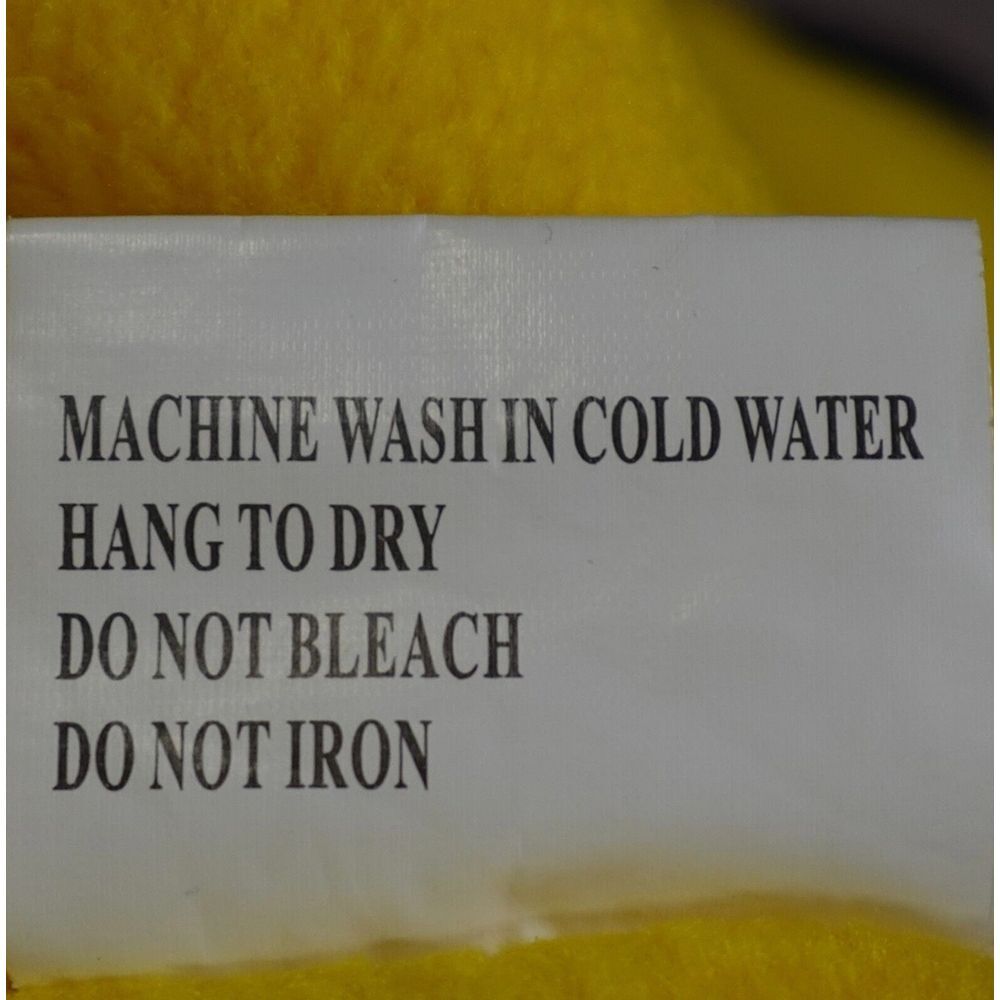 MACHINE WASH IN COLD WATER
HANG TO DRY
DO NOT BLEACH
DO NOT IRON